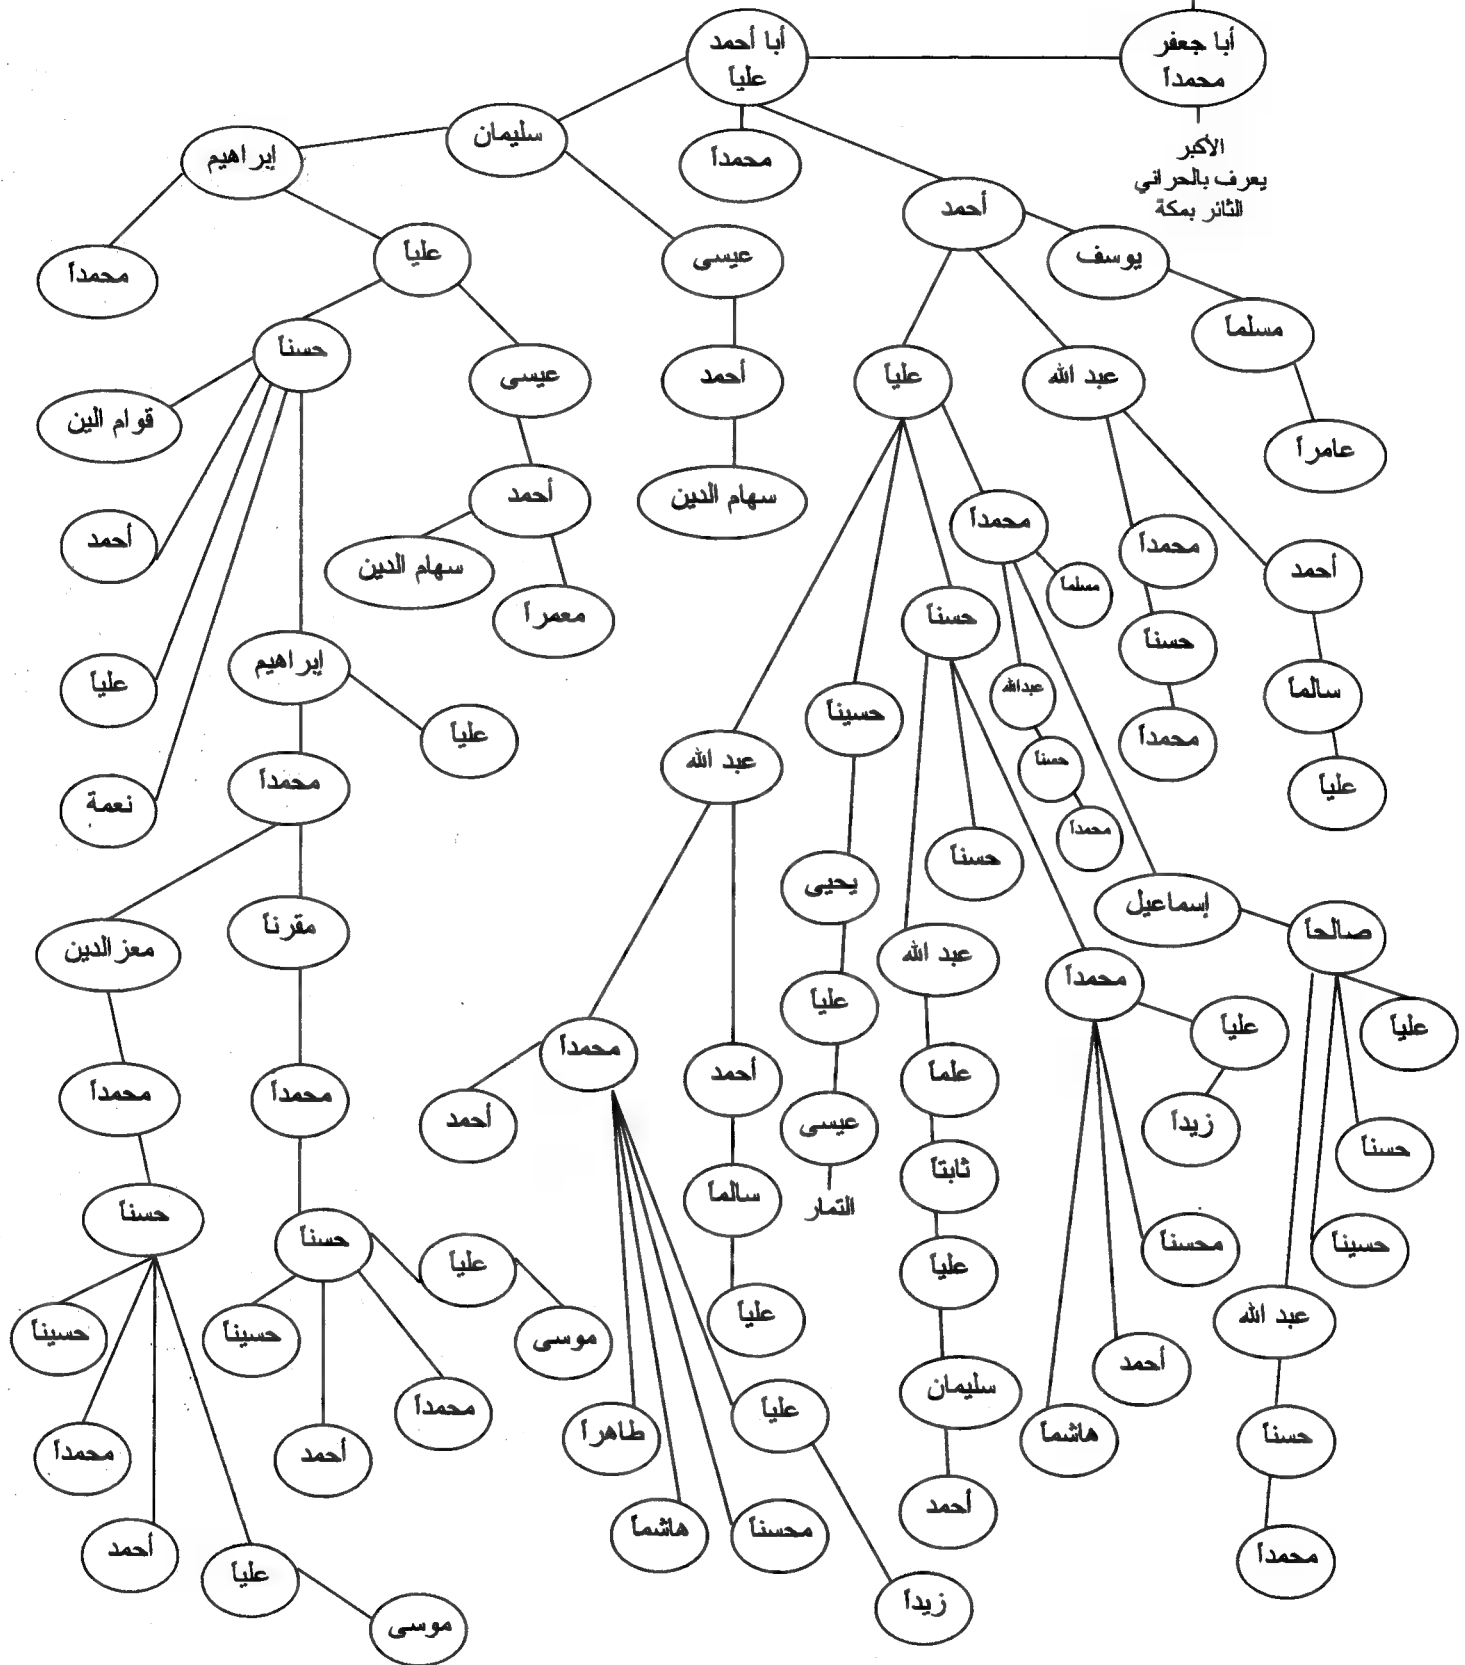 أبا جعفر
محمداً
الأكبر
يعرف بالحراني
الثائر بمكة
أبا أحمد
علياً
سليمان
إبراهيم
محمداً
أحمد
محمداً
علياً
عيسى
يوسف
مسلماً
حسناً
عيسى
أحمد
علياً
عبد الله
عامراً
قوام الين
أحمد
سهام الدين
محمداً
محمداً
أحمد
أحمد
سهام الدين
معمراً
مسلماً
حسناً
حسناً
سالماً
علياً
إبراهيم
علياً
عبدالله
حسيناً
محمداً
عبد الله
حسناً
علياً
نعمة
محمداً
محمداً
حسناً
يحيى
إسماعيل
صالحاً
معز الدين
مقرناً
عبد الله
محمداً
علياً
علياً
علياً
محمداً
أحمد
علماً
زيداً
حسناً
محمداً
محمداً
أحمد
عيسى
التمار
ثابتاً
سالماً
حسناً
حسناً
علياً
محسناً
حسيناً
علياً
علياً
عبد الله
حسيناً
حسيناً
موسى
أحمد
سليمان
هاشماً
محمداً
أحمد
محمداً
طاهراً
علياً
حسناً
أحمد
علياً
هاشماً
محسناً
أحمد
محمداً
موسى
زيداً